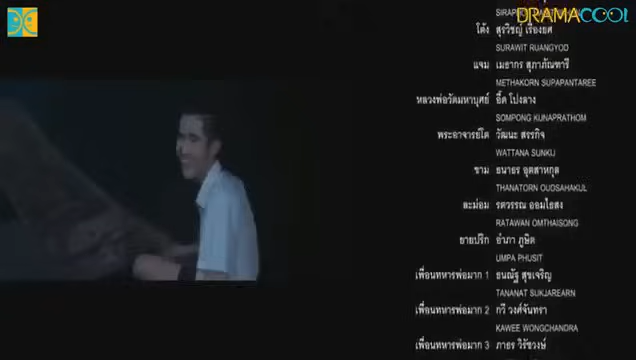 DRAMACOOL
โต้ง สุรวิชญ์ เรืองยศ
SURAWIT RUANGYOD
แจม เมธากร สุภาภัณฑารี
METHAKORN SUPAPANTAREE
หลวงพ่อวัดมหาบุศย์ อี๊ด โปงลาง
SOMPONG KUNAPRATHOM
พระอาจารย์โต วัฒนะ สรรกิจ
WATTANA SUNKIJ
ขาม ธนาธร อุตสาหกุล
THANATORN OUDSAHAKUL
ละม่อม รตวรรณ ออมไธสง
RATAWAN OMTHAISONG
ยายปริก อำภา ภูษิต
UMPA PHUSIT
เพื่อนทหารพ่อมาก 1 ธนณัฐ สุขเจริญ
TANANAT SUKJAREARN
เพื่อนทหารพ่อมาก 2 กวี วงศ์จันทรา
KAWEE WONGCHANDRA
เพื่อนทหารพ่อมาก 3 ภาธร วิรัชวงษ์